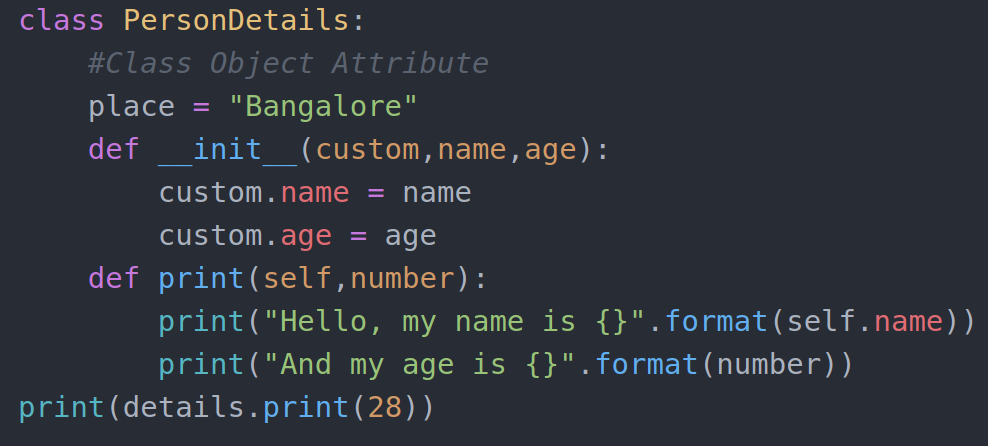 class PersonDetails:
    #Class Object Attribute
    place = "Bangalore"
    def __init__(custom,name,age):
        custom.name = name
        custom.age = age
    def print(self,number):
        print("Hello, my name is {}".format(self.name))
        print("And my age is {}".format(number))
print(details.print(28))